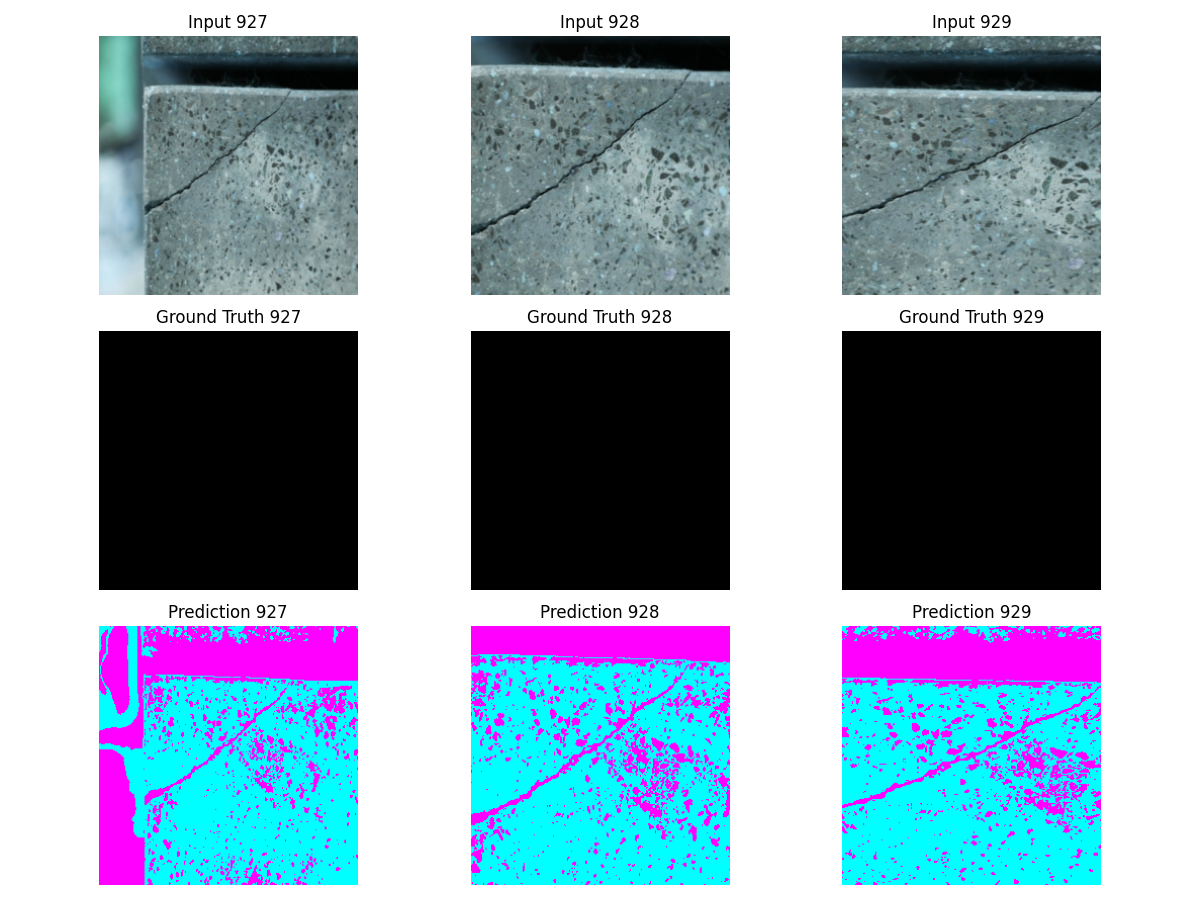 Input 927
Input 928
Input 929
Ground Truth 927
Ground Truth 928
Ground Truth 929
Prediction 927
Prediction 928
Prediction 929